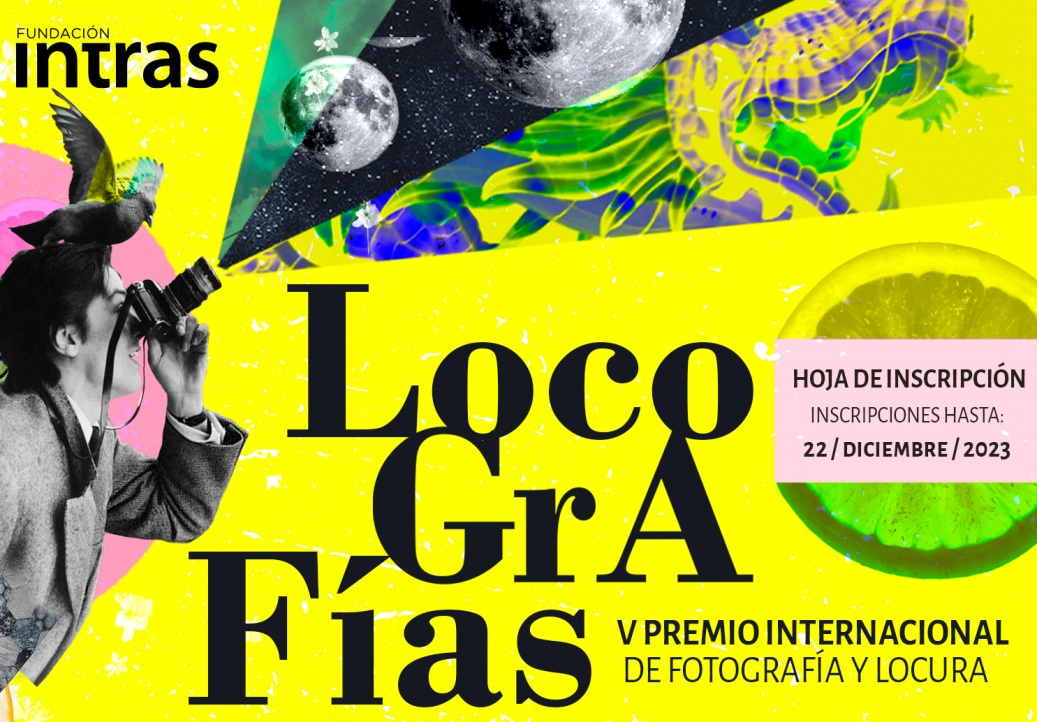 FUNDACIÓN
intras
Loco
GrA
Fías
HOJA DE INSCRIPCIÓN
INSCRIPCIONES HASTA:
22 / DICIEMBRE / 2023
V PREMIO INTERNACIONAL
DE FOTOGRAFÍA Y LOCURA